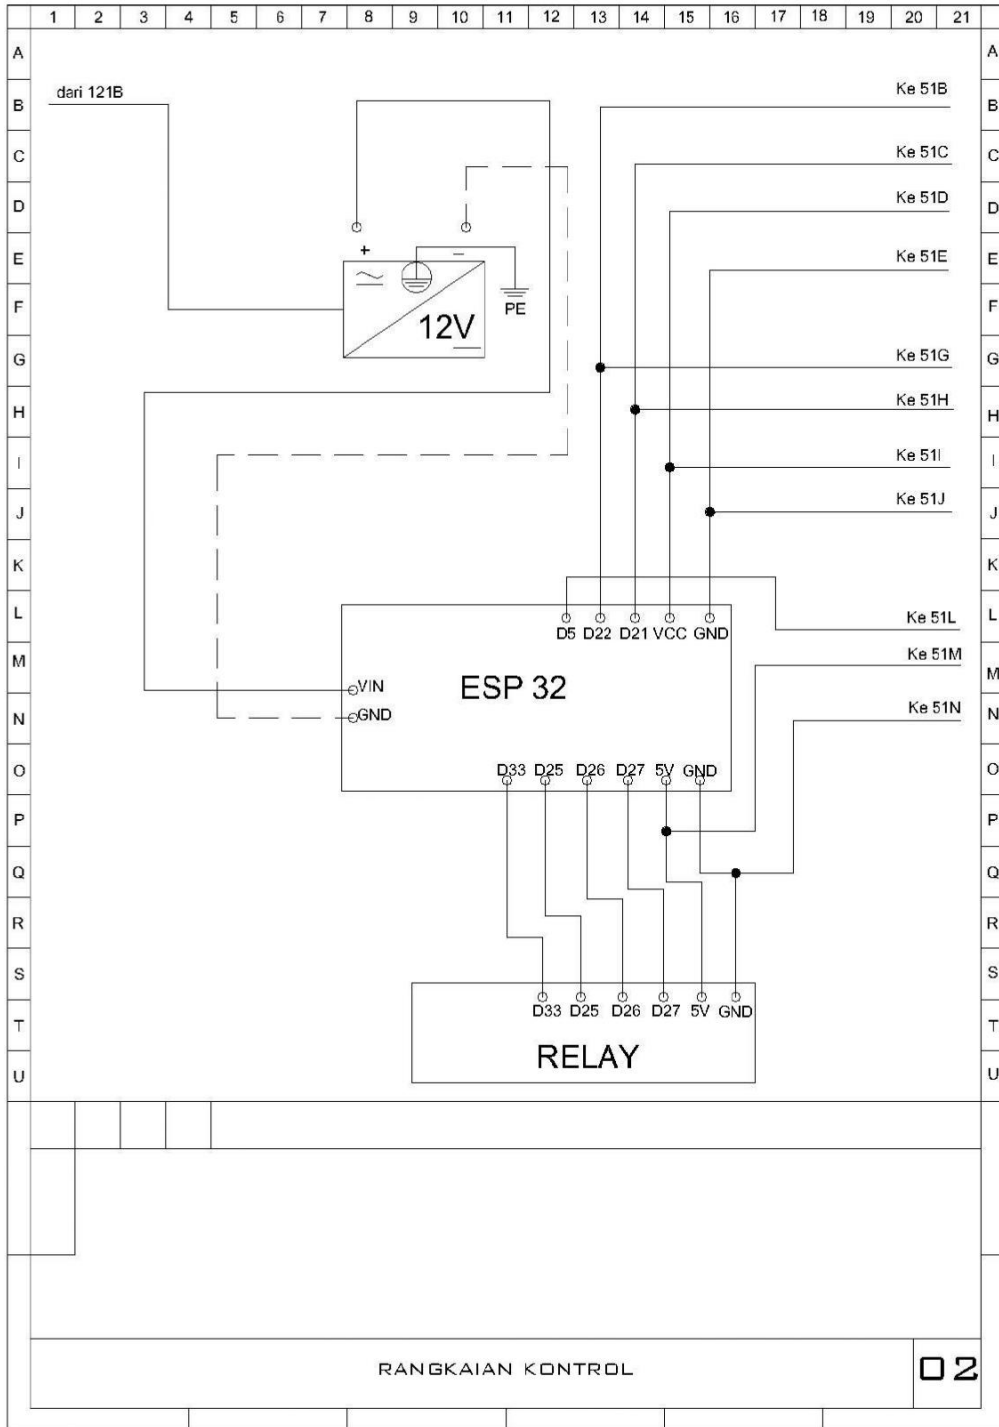 1 2 3 4 5 6 7 8 9 10 11 12 13 14 15 16 17 18 19 20 21
A A
dari 121B
Ke 51B
B B
Ke 51C
C C
Ke 51D
D D
+ −
Ke 51E
E E
F F
12V
PE
Ke 51G
G G
Ke 51H
H H
Ke 51I
I I
Ke 51J
J J
K K
L L
Ke 51L
D5 D22 D21 VCC GND
Ke 51M
M M
VIN
ESP 32
Ke 51N
GND
N N
D33 D25 D26 D27 5V GND
O O
P P
Q Q
R R
S S
D33 D25 D26 D27 5V GND
T T
RELAY
U U
RANGKAIAN KONTROL
02